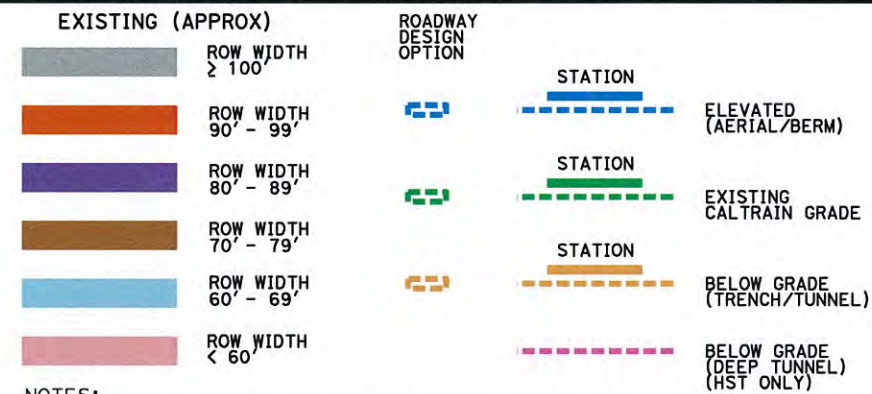 EXISTING (APPROX)
ROW WIDTH
≥ 100'
ROW WIDTH
90' - 99'
ROW WIDTH
80' - 89'
ROW WIDTH
70' - 79'
ROW WIDTH
60' - 69'
ROW WIDTH
< 60'
NOTES:
ROADWAY
DESIGN
OPTION
STATION
ELEVATED
(AERIAL/BERM)
STATION
EXISTING
CALTRAIN GRADE
STATION
BELOW GRADE
(TRENCH/TUNNEL)
BELOW GRADE
(DEEP TUNNEL)
(HST ONLY)